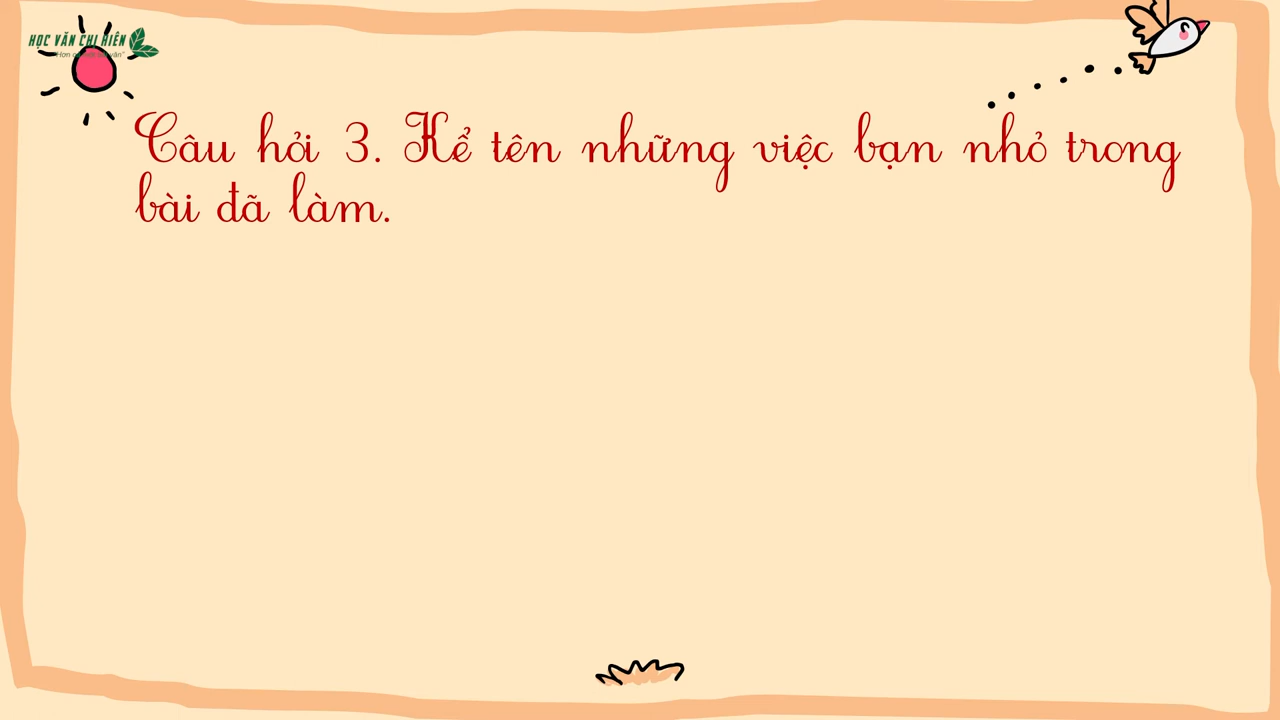 HỌC VĂN CHỊ HIÊN
Câu hỏi 3. Kể tên những việc bạn nhỏ trong
bài đã làm.